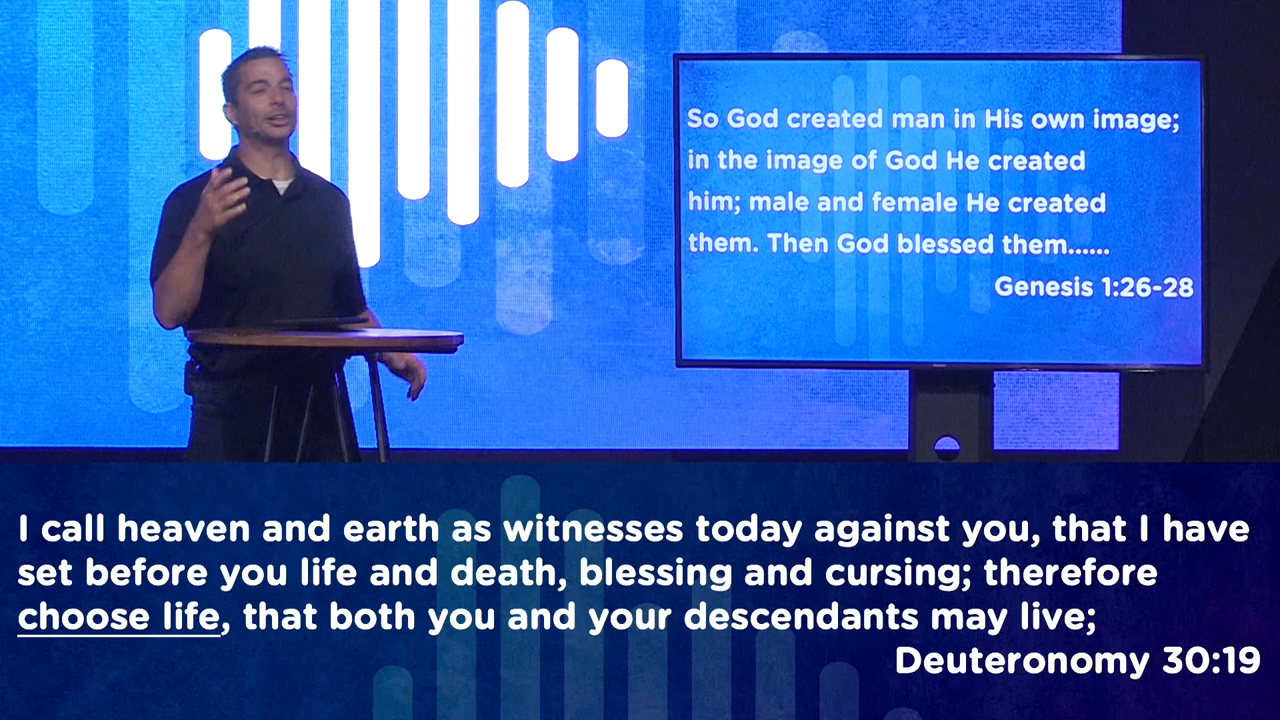 So God created man in His own image;
in the image of God He created
him; male and female He created
them. Then God blessed them......
Genesis 1:26-28
I call heaven and earth as witnesses today against you, that I have
set before you life and death, blessing and cursing; therefore
choose life, that both you and your descendants may live;
Deuteronomy 30:19